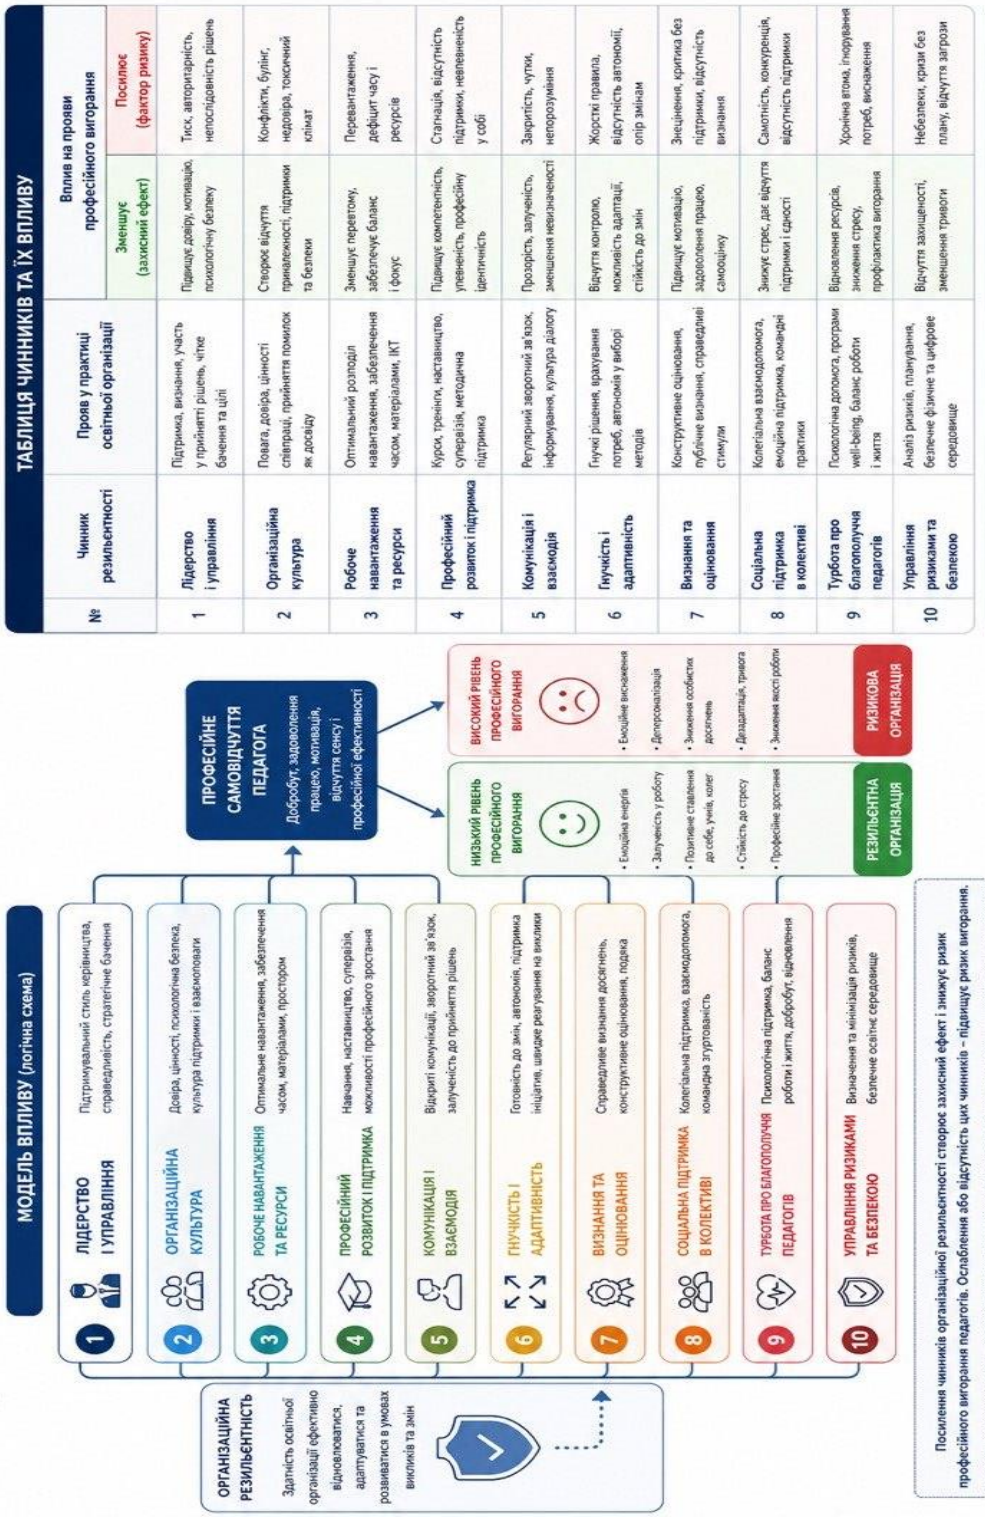 МОДЕЛЬ ВПЛИВУ (логічна схема)
ОРГАНІЗАЦІЙНА
РЕЗИЛЬЄНТНІСТЬ
Здатність освітньої
організації ефективно
відновлюватися,
адаптуватися та
розвиватися в умовах
викликів та змін
1
ЛІДЕРСТВО
І УПРАВЛІННЯ
Підтримувальний стиль керівництва,
справедливість, стратегічне бачення
2
ОРГАНІЗАЦІЙНА
КУЛЬТУРА
Довіра, цінності, психологічна безпека,
культура підтримки і взаємоповаги
3
РОБОЧЕ НАВАНТАЖЕННЯ
ТА РЕСУРСИ
Оптимальне навантаження, забезпечення
часом, матеріалами, простором
4
ПРОФЕСІЙНИЙ
РОЗВИТОК І ПІДТРИМКА
Навчання, наставництво, супервізія,
можливості професійного зростання
5
КОМУНІКАЦІЯ І
ВЗАЄМОДІЯ
Відкриті комунікації, зворотний зв'язок,
залученість до прийняття рішень
6
ГНУЧКІСТЬ І
АДАПТИВНІСТЬ
Готовність до змін, автономія, підтримка
ініціатив, швидке реагування на виклики
7
ВИЗНАННЯ ТА
ОЦІНЮВАННЯ
Справедливе визнання досягнень,
конструктивне оцінювання, подяка
8
СОЦІАЛЬНА ПІДТРИМКА
В КОЛЕКТИВІ
Колегіальна підтримка, взаємодопомога,
командна згуртованість
9
ТУРБОТА ПРО БЛАГОПОЛУЧЧЯ
ПЕДАГОГІВ
Психологічна підтримка, баланс
роботи і життя, добробут, відновлення
10
УПРАВЛІННЯ РИЗИКАМИ
ТА БЕЗПЕКОЮ
Визначення та мінімізація ризиків,
безпечне освітнє середовище
ПРОФЕСІЙНЕ
САМОВІДЧУТТЯ
ПЕДАГОГА
Добробут, задоволення
працею, мотивація,
відчуття сенсу і
професійної ефективності
НИЗЬКИЙ РІВЕНЬ
ПРОФЕСІЙНОГО
ВИГОРАННЯ
• Емоційна енергія
• Залученість у роботу
• Позитивне ставлення
до себе, учнів, колег
• Стійкість до стресу
• Професійне зростання
РЕЗИЛЬЄНТНА
ОРГАНІЗАЦІЯ
ВИСОКИЙ РІВЕНЬ
ПРОФЕСІЙНОГО
ВИГОРАННЯ
• Емоційне виснаження
• Деперсоналізація
• Зниження особистих
досягнень
• Дезадаптація, тривога
• Зниження якості роботи
РИЗИКОВА
ОРГАНІЗАЦІЯ
Посилення чинників організаційної резильєнтності створює захисний ефект і знижує ризик
професійного вигорання педагогів. Ослаблення або відсутність цих чинників – підвищує ризик вигорання.
ТАБЛИЦЯ ЧИННИКІВ ТА ЇХ ВПЛИВУ
№
Чинник
резильєнтності
Прояв у практиці
освітньої організації
Вплив на прояви
професійного вигорання
Зменшує
(захисний ефект)
Посилює
(фактор ризику)
1
Лідерство
і управління
Підтримка, визнання, участь
у прийнятті рішень, чітке
бачення та цілі
Підвищує довіру, мотивацію,
психологічну безпеку
Тиск, авторитарність,
непослідовність рішень
2
Організаційна
культура
Повага, довіра, цінності
співпраці, прийняття помилок
як досвіду
Створює відчуття
приналежності, підтримки
та безпеки
Конфлікти, булінг,
недовіра, токсичний
клімат
3
Робоче
навантаження
та ресурси
Оптимальний розподіл
навантаження, забезпечення
часом, матеріалами, ІКТ
Зменшує перевтому,
забезпечує баланс
і фокус
Перевантаження,
дефіцит часу і
ресурсів
4
Професійний
розвиток і підтримка
Курси, тренінги, наставництво,
супервізія, методична
підтримка
Підвищує компетентність,
упевненість, професійну
ідентичність
Стагнація, відсутність
підтримки, невпевненість
у собі
5
Комунікація і
взаємодія
Регулярний зворотний зв'язок,
інформування, культура діалогу
Прозорість, залученість,
зменшення невизначеності
Закритість, чутки,
непорозуміння
6
Гнучкість і
адаптивність
Гнучкі рішення, врахування
потреб, автономія у виборі
методів
Відчуття контролю,
можливість адаптації,
стійкість до змін
Жорсткі правила,
відсутність автономії,
опір змінам
7
Визнання та
оцінювання
Конструктивне оцінювання,
публічне визнання, справедливі
стимули
Підвищує мотивацію,
задоволення працею,
самооцінку
Знецінення, критика без
підтримки, відсутність
визнання
8
Соціальна
підтримка
в колективі
Колегіальна взаємодопомога,
емоційна підтримка, командні
практики
Знижує стрес, дає відчуття
підтримки і єдності
Самотність, конкуренція,
відсутність підтримки
9
Турбота про
благополуччя
педагогів
Психологічна допомога, програми
well-being, баланс роботи
і життя
Відновлення ресурсів,
зниження стресу,
профілактика вигорання
Хронічна втома, ігнорування
потреб, виснаження
10
Управління
ризиками та
безпекою
Аналіз ризиків, планування,
безпечне фізичне та цифрове
середовище
Відчуття захищеності,
зменшення тривоги
Небезпеки, кризи без
плану, відчуття загрози